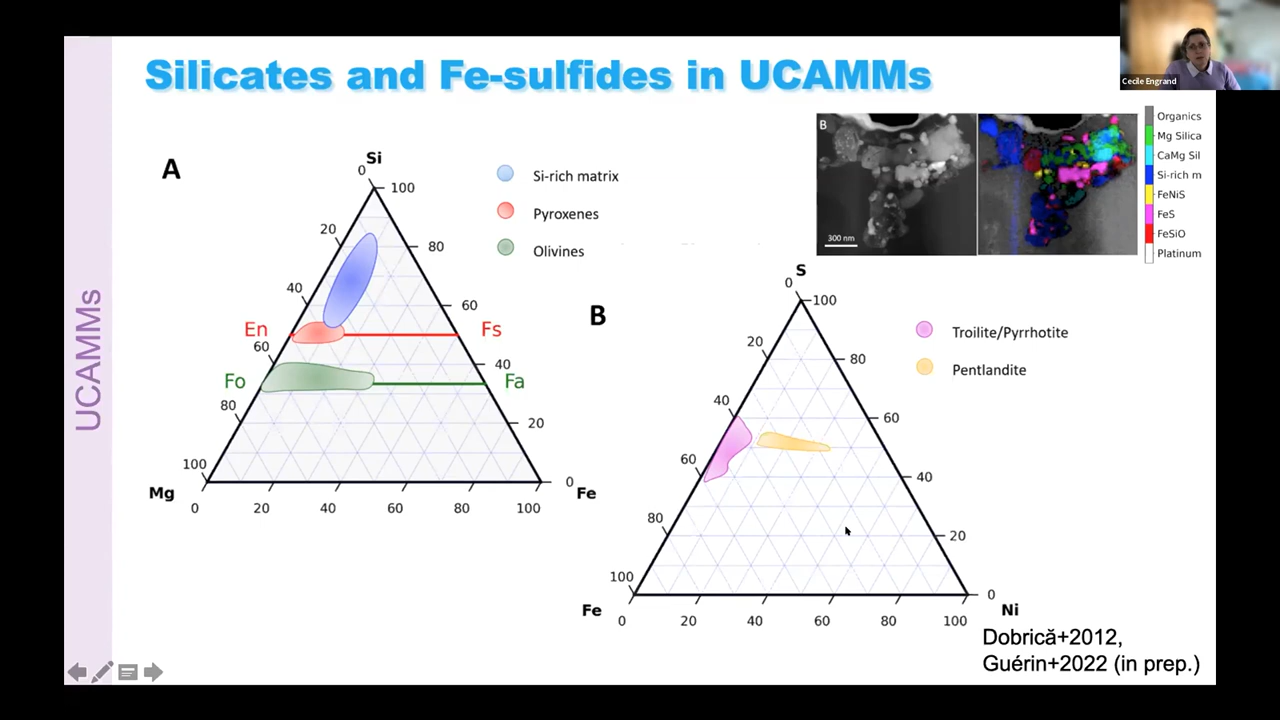 Silicates and Fe-sulfides in UCAMMs
Cecile Engrand
UCAMMs
A
Si
0
100
20
80
40
60
En
Fs
60
40
Fo
Fa
80
20
100
0
Mg
Fe
0
20
40
60
80
100
Si-rich matrix
Pyroxenes
Olivines
B
300 nm
Organics
Mg Silica
CaMg Sil
Si-rich m
FeNiS
FeS
FeSiO
Platinum
B
S
0
100
20
80
40
60
60
40
80
20
100
0
Fe
Ni
0
20
40
60
80
100
Troilite/Pyrrhotite
Pentlandite
Dobrică+2012,
Guérin+2022 (in prep.)